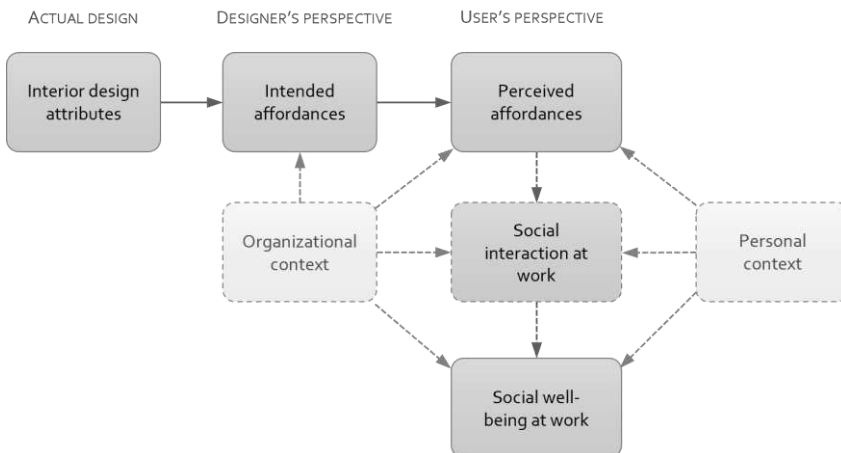 ACTUAL DESIGN
DESIGNER'S PERSPECTIVE
USER'S PERSPECTIVE
Interior design
attributes
Intended
affordances
Perceived
affordances
Organizational
context
Social
interaction at
work
Personal
context
Social well-
being at work